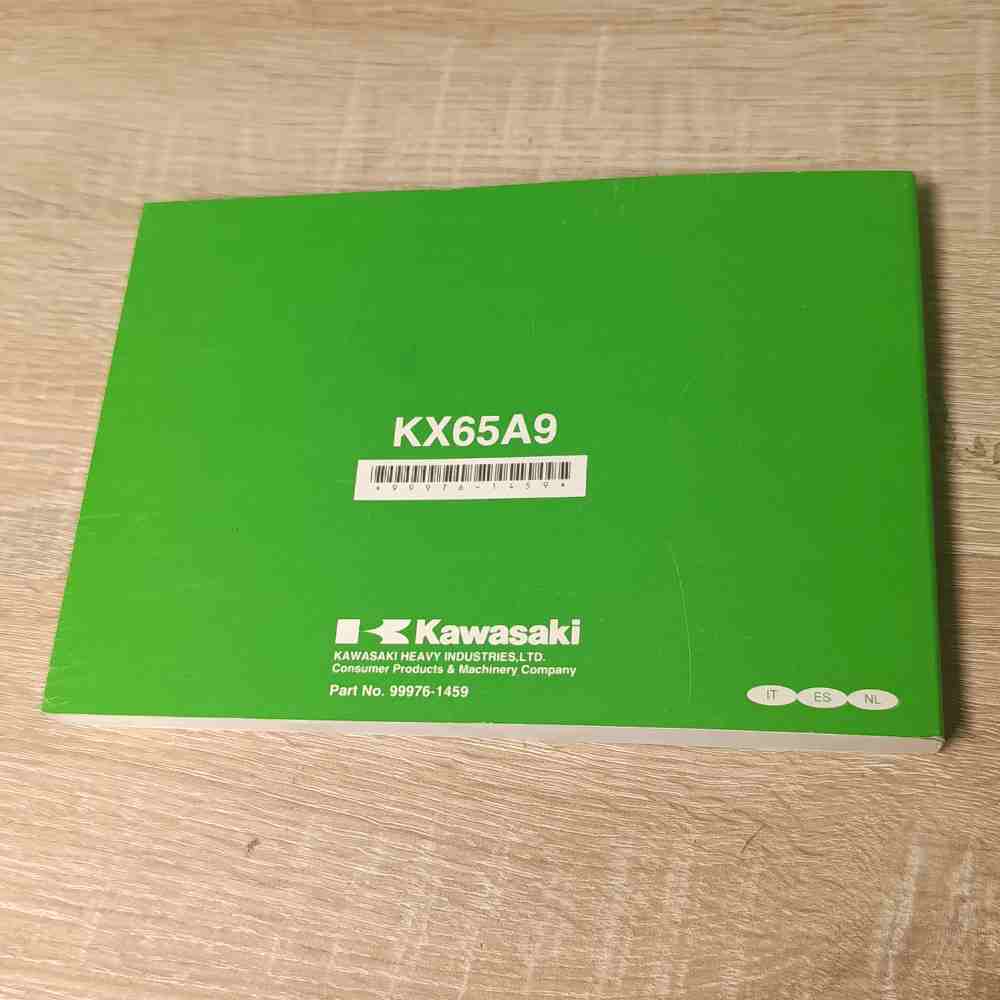 KX65A9
*99976-1459*
Kawasaki
KAWASAKI HEAVY INDUSTRIES,LTD.
Consumer Products & Machinery Company
Part No. 99976-1459
IT ES NL